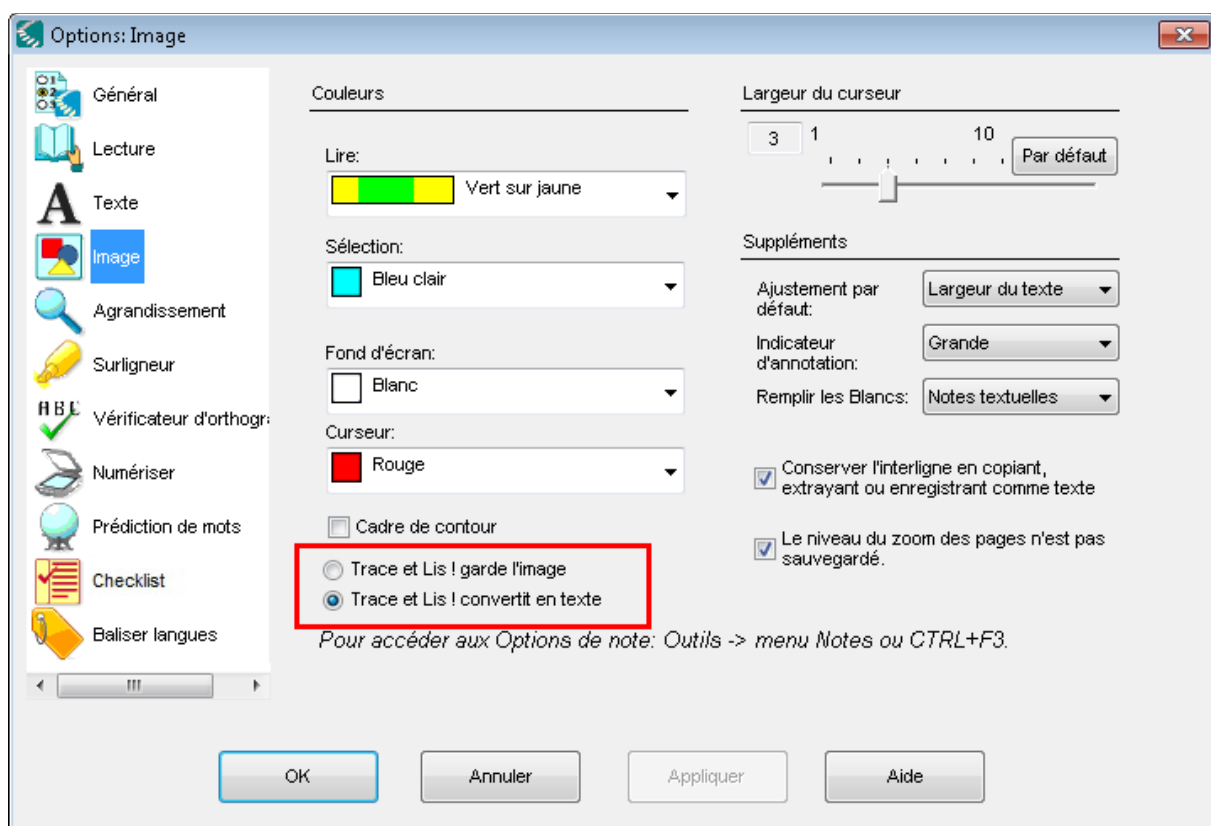 Options: Image
Général
Lecture
Texte
Image
Agrandissement
Surligneur
Vérificateur d'orthogra
Numériser
Prédiction de mots
Checklist
Baliser langues
Couleurs
Lire:
Vert sur jaune
Sélection:
Bleu clair
Fond d'écran:
Blanc
Curseur:
Rouge
Cadre de contour
Trace et Lis ! garde l'image
Trace et Lis ! convertit en texte
Largeur du curseur
3 1 10
Par défaut
Suppléments
Ajustement par
défaut:
Largeur du texte
Indicateur
d'annotation:
Grande
Remplir les Blancs:
Notes textuelles
Conserver l'interligne en copiant,
extrayant ou enregistrant comme texte
Le niveau du zoom des pages n'est pas
sauvegardé.
Pour accéder aux Options de note: Outils -> menu Notes ou CTRL+F3.
OK
Annuler
Appliquer
Aide